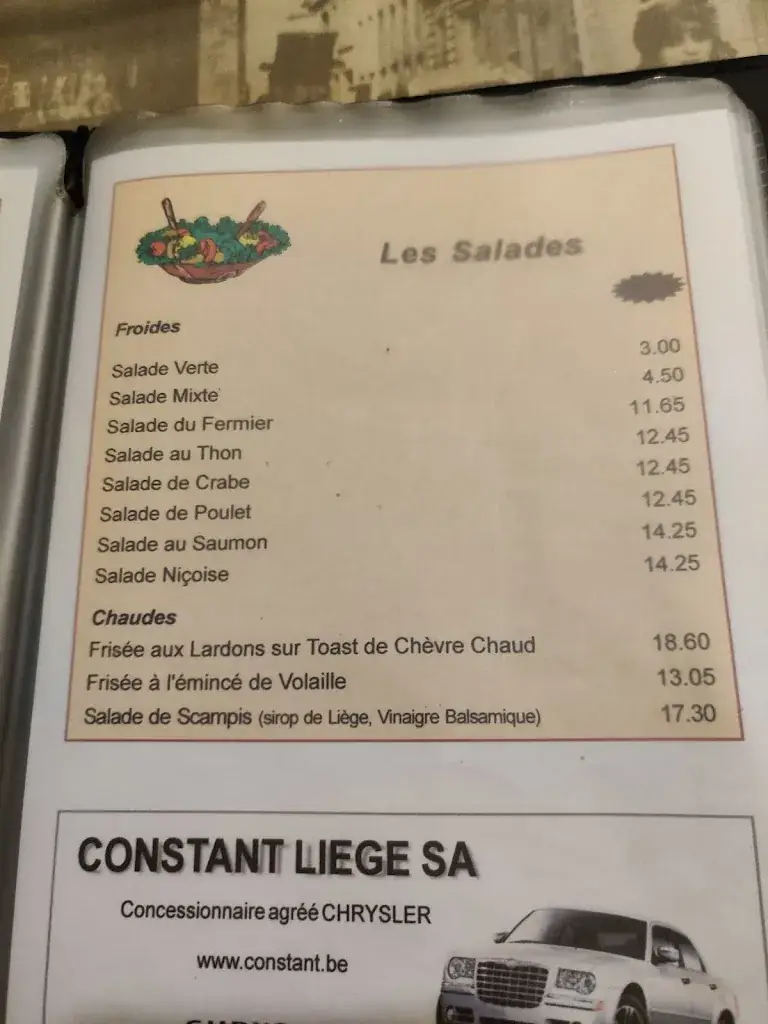 Les Salades
Froides
Salade Verte 3.00
Salade Mixte 4.50
Salade du Fermier 11.65
Salade au Thon 12.45
Salade de Crabe 12.45
Salade de Poulet 12.45
Salade au Saumon 14.25
Salade Niçoise 14.25
Chaudes
Frisée aux Lardons sur Toast de Chèvre Chaud 18.60
Frisée à l'émincé de Volaille 13.05
Salade de Scampis (sirop de Liège, Vinaigre Balsamique) 17.30
CONSTANT LIEGE SA
Concessionnaire agréé CHRYSLER
www.constant.be